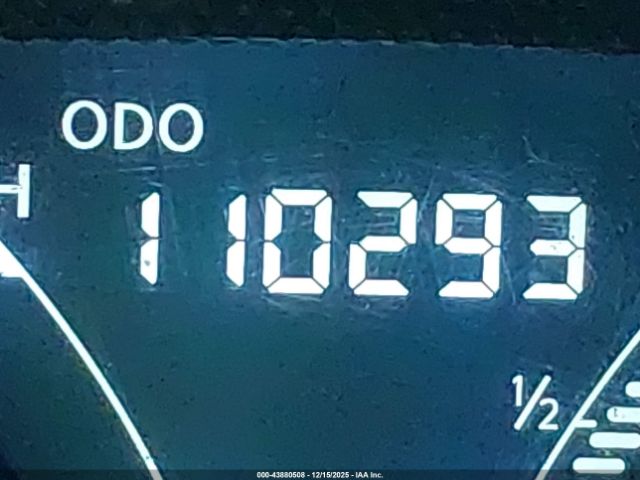 ODO
H
110293
1/2
000-43880508 - 12/15/2025 - IAA Inc.